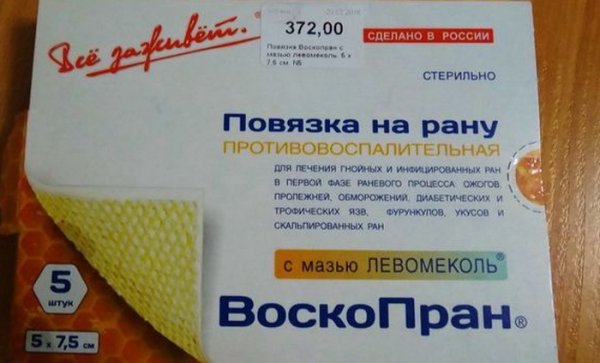 Всё заживёт.®
372,00
Повязка Воскопран с
мазью левомеколь. 5 х
7,5 см. N5
СДЕЛАНО В РОССИИ
СТЕРИЛЬНО
Повязка на рану
ПРОТИВОВОСПАЛИТЕЛЬНАЯ
ДЛЯ ЛЕЧЕНИЯ ГНОЙНЫХ И ИНФИЦИРОВАННЫХ РАН
В ПЕРВОЙ ФАЗЕ РАНЕВОГО ПРОЦЕССА: ОЖОГОВ,
ПРОЛЕЖНЕЙ, ОБМОРОЖЕНИЙ, ДИАБЕТИЧЕСКИХ И
ТРОФИЧЕСКИХ ЯЗВ, ФУРУНКУЛОВ, УКУСОВ И
СКАЛЬПИРОВАННЫХ РАН
с мазью ЛЕВОМЕКОЛЬ®
5
штук
ВоскоПран®
5 x 7,5 см